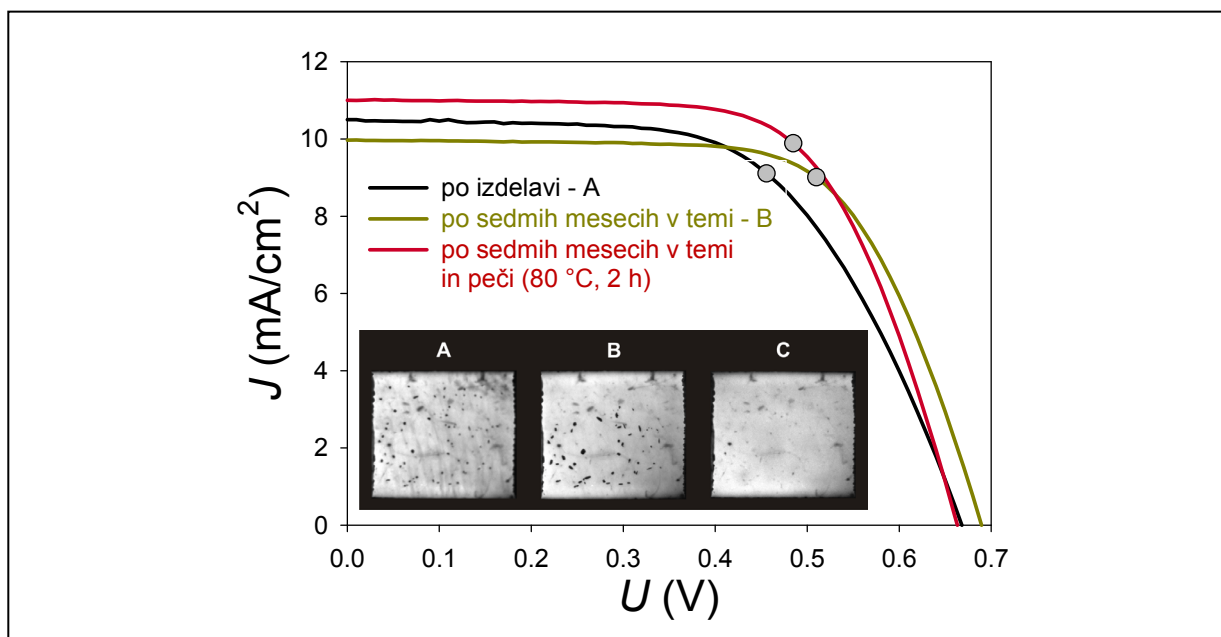 12
10
8
6
4
2
0
J (mA/cm²)
po izdelavi - A
po sedmih mesecih v temi - B
po sedmih mesecih v temi
in peči (80 °C, 2 h)
A B C
0.0 0.1 0.2 0.3 0.4 0.5 0.6 0.7
U (V)